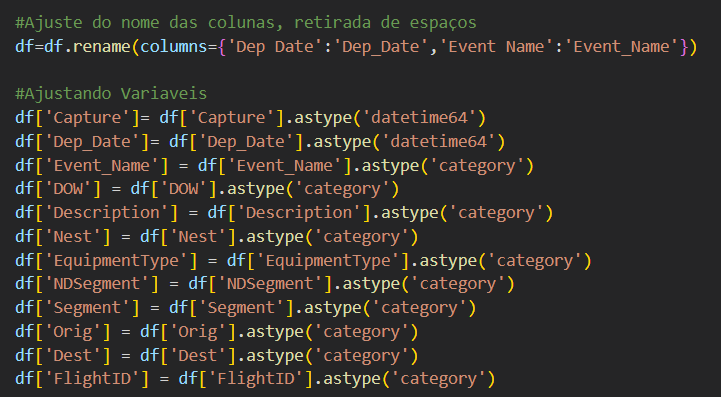 #Ajuste do nome das colunas, retirada de espaços
df=df.rename(columns={'Dep Date':'Dep_Date','Event Name':'Event_Name'})
#Ajustando Variaveis
df['Capture']= df['Capture'].astype('datetime64')
df['Dep_Date']= df['Dep_Date'].astype('datetime64')
df['Event_Name'] = df['Event_Name'].astype('category')
df['DOW'] = df['DOW'].astype('category')
df['Description'] = df['Description'].astype('category')
df['Nest'] = df['Nest'].astype('category')
df['EquipmentType'] = df['EquipmentType'].astype('category')
df['NDSegment'] = df['NDSegment'].astype('category')
df['Segment'] = df['Segment'].astype('category')
df['Orig'] = df['Orig'].astype('category')
df['Dest'] = df['Dest'].astype('category')
df['FlightID'] = df['FlightID'].astype('category')